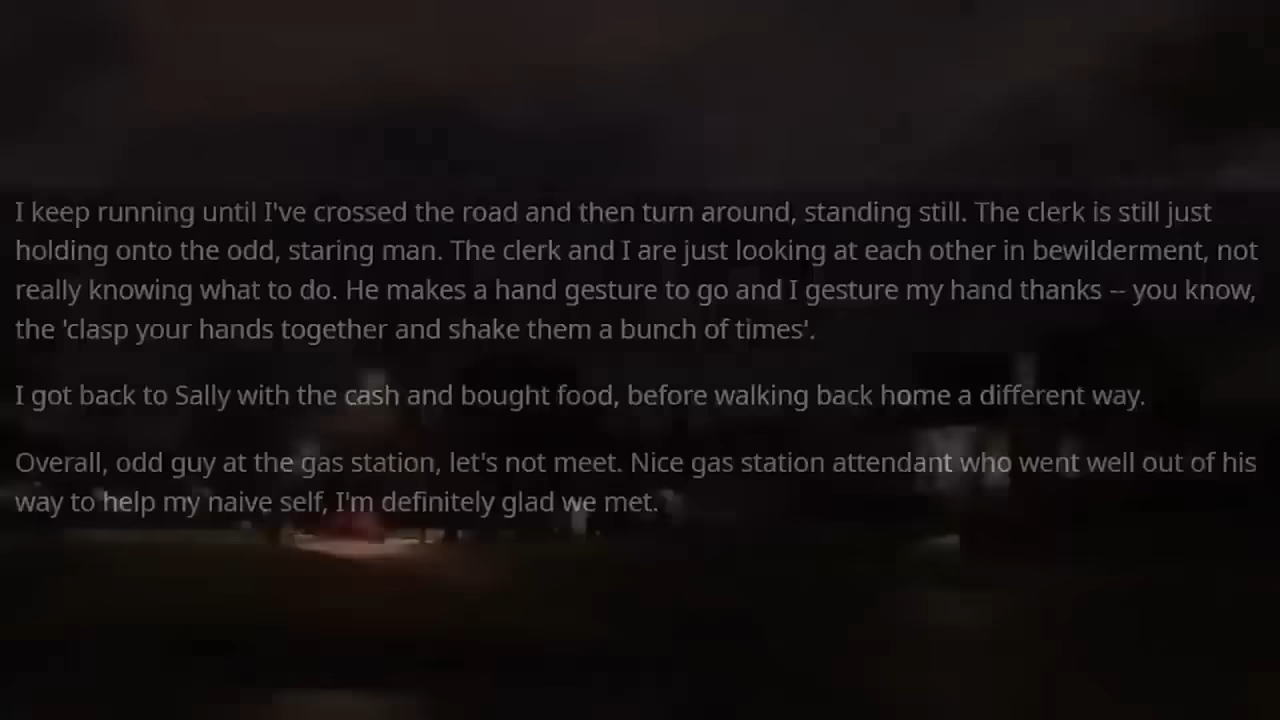 I keep running until I've crossed the road and then turn around, standing still. The clerk is still just
holding onto the odd, staring man. The clerk and I are just looking at each other in bewilderment, not
really knowing what to do. He makes a hand gesture to go and I gesture my hand thanks -- you know,
the 'clasp your hands together and shake them a bunch of times'.
I got back to Sally with the cash and bought food, before walking back home a different way.
Overall, odd guy at the gas station, let's not meet. Nice gas station attendant who went well out of his
way to help my naive self, I'm definitely glad we met.